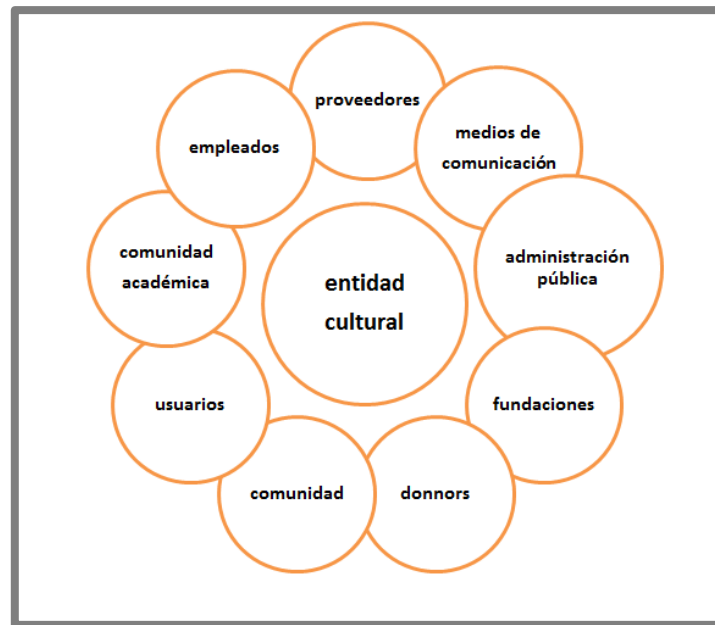 proveedores
medios de
comunicación
empleados
administración
pública
comunidad
académica
entidad
cultural
usuarios
fundaciones
comunidad
donnors